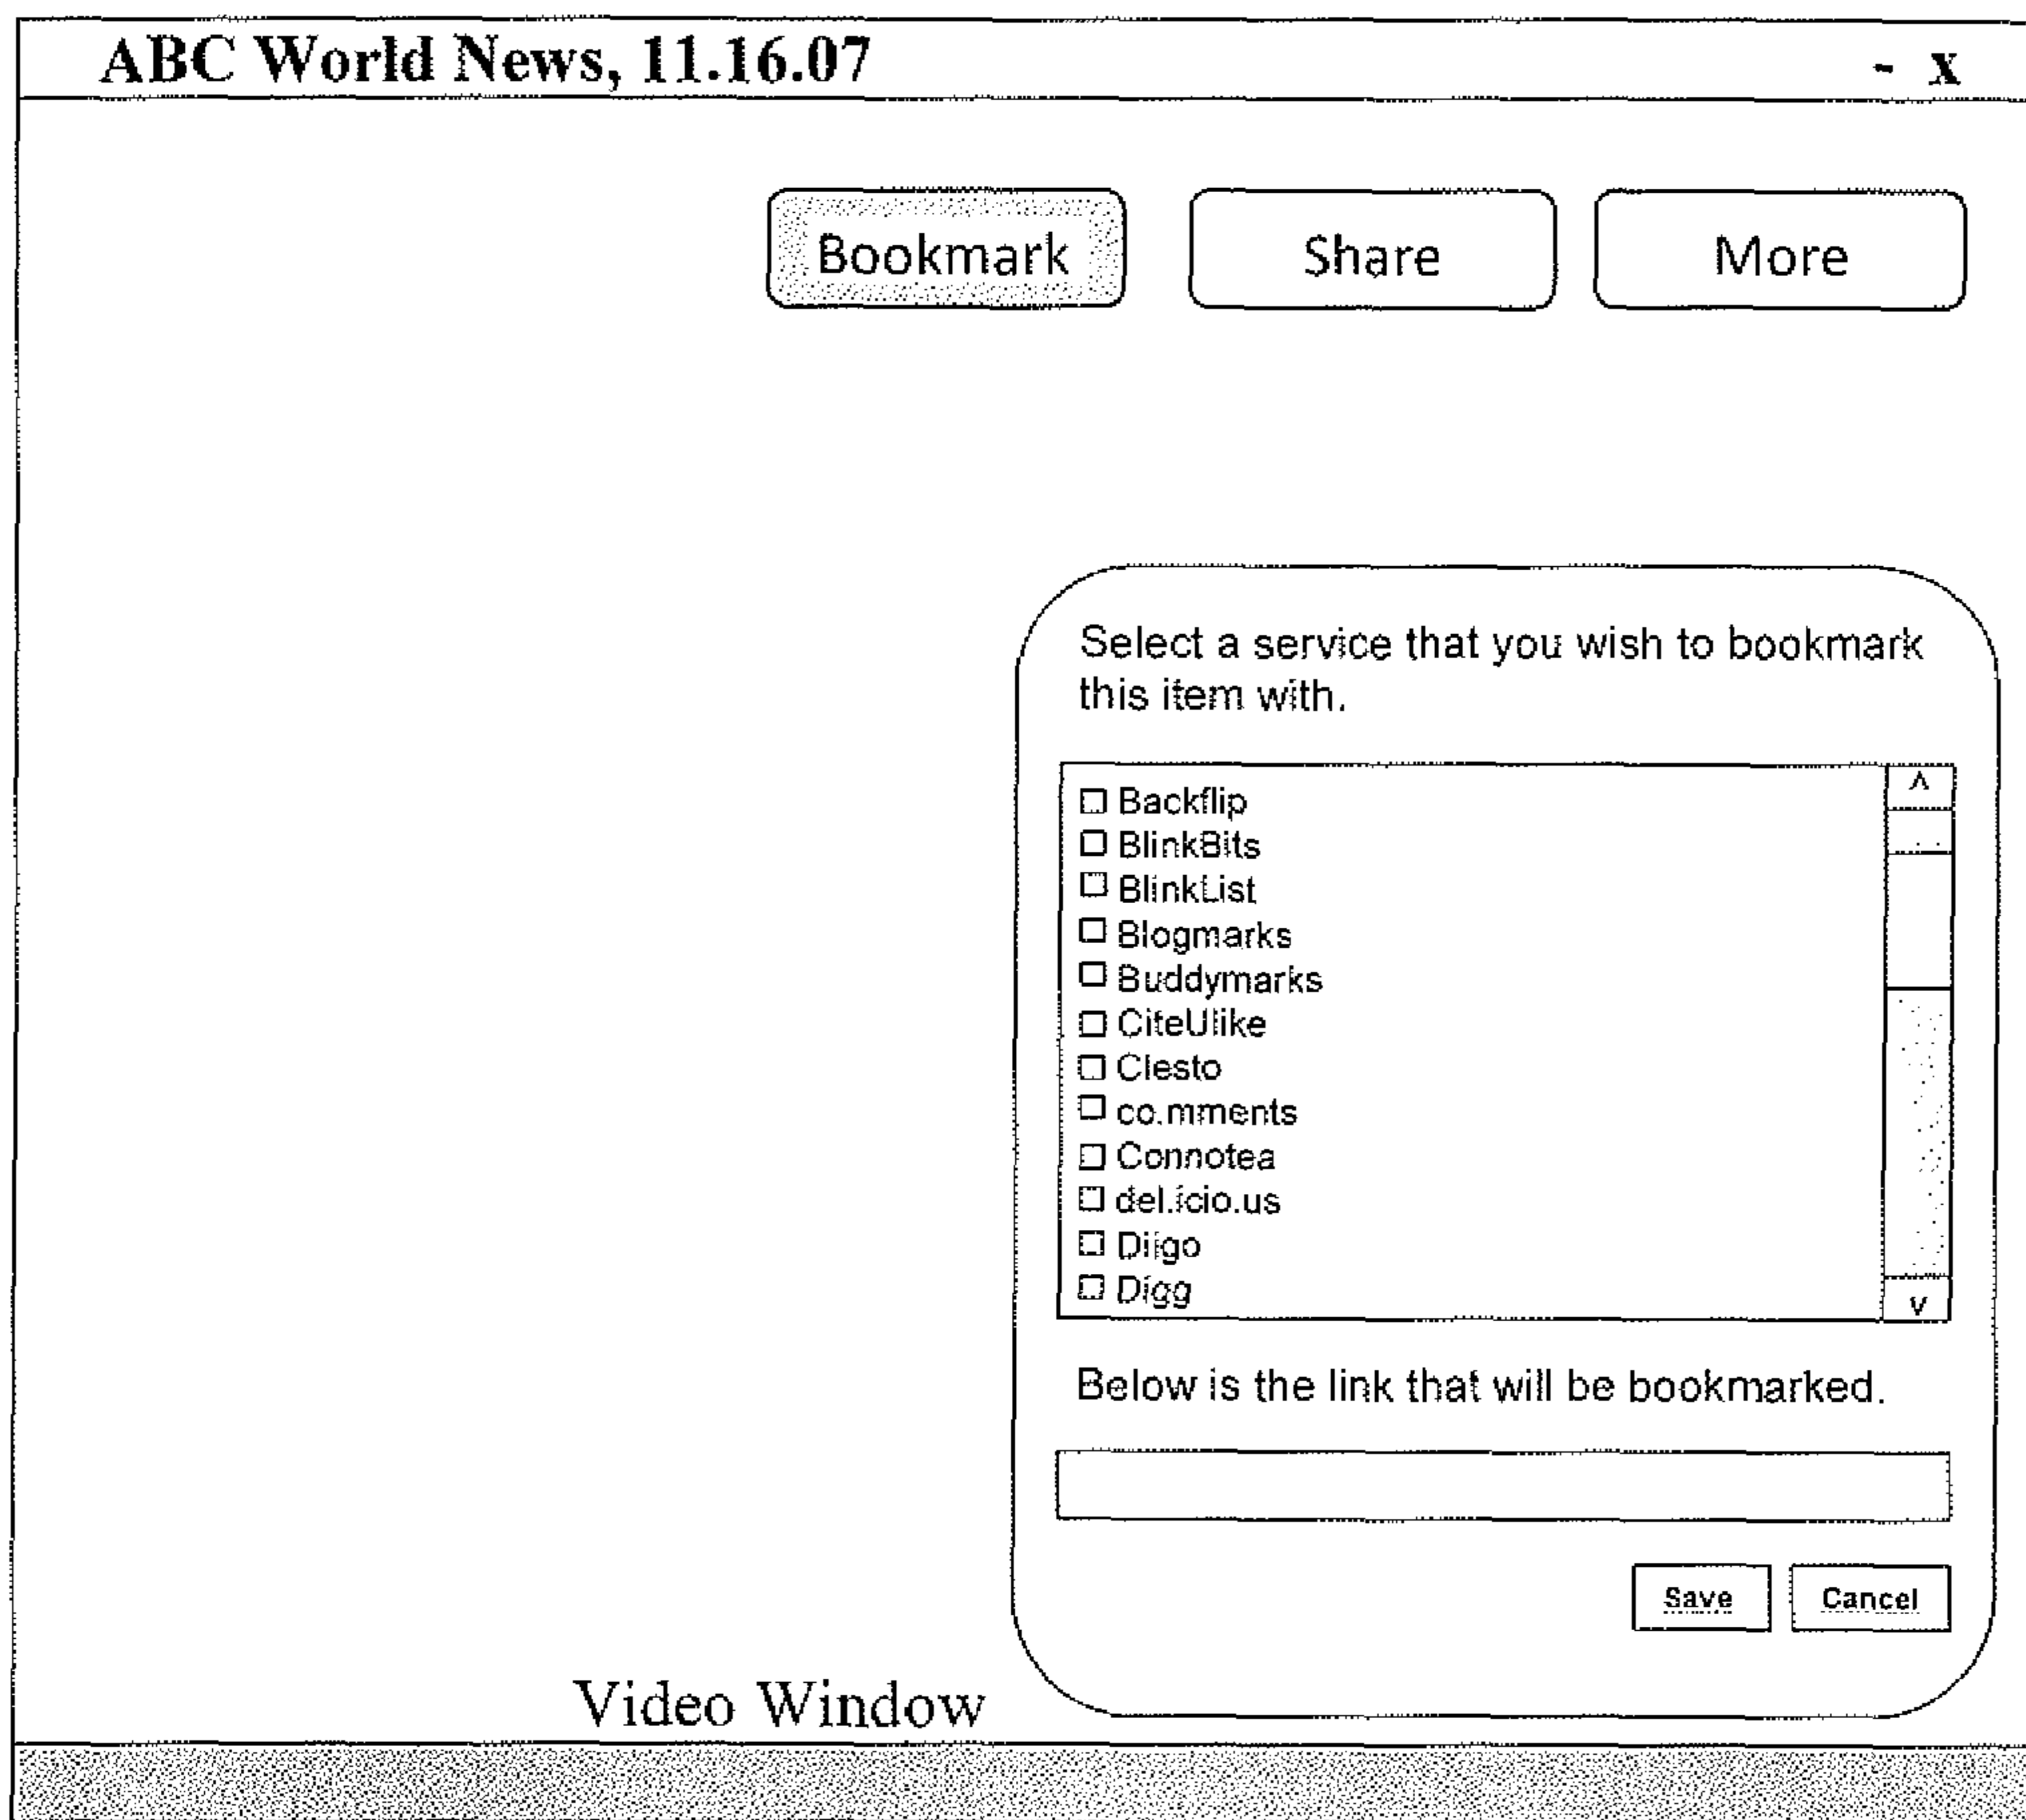 ABC World News, 11.16.07 - x
Bookmark Share More
Select a service that you wish to bookmark
this item with.
Backflip
BlinkBits
BlinkList
Blogmarks
Buddymarks
CiteUlike
Clesto
co.mments
Connotea
del.icio.us
Diigo
Digg
Below is the link that will be bookmarked.
Save Cancel
Video Window